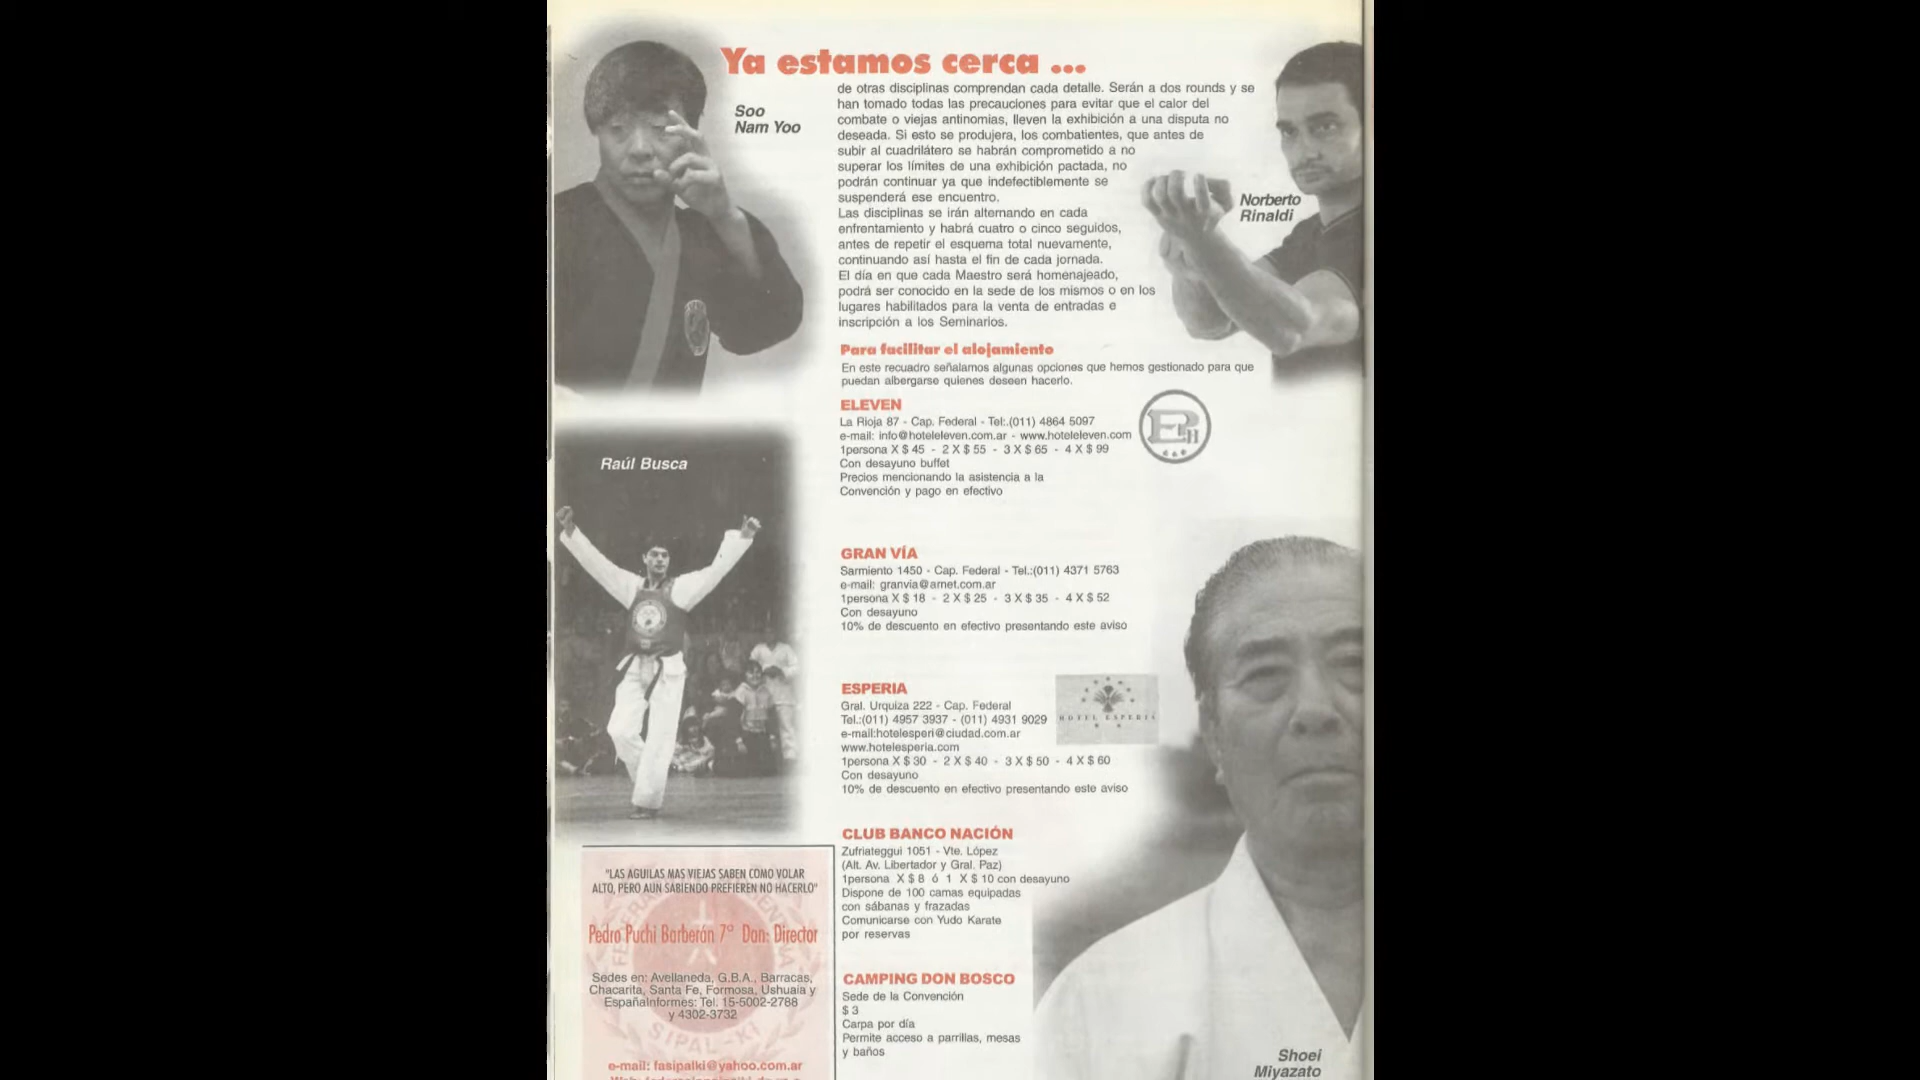 Ya estamos cerca ...
Soo
Nam Yoo
de otras disciplinas comprendan cada detalle. Serán a dos rounds y se
han tomado todas las precauciones para evitar que el calor del
combate o viejas antinomias, lleven la exhibición a una disputa no
deseada. Si esto se produjera, los combatientes, que antes de
subir al cuadrilátero se habrán comprometido a no
superar los límites de una exhibición pactada, no
podrán continuar ya que indefectiblemente se
suspenderá ese encuentro.
Las disciplinas se irán alternando en cada
enfrentamiento y habrá cuatro o cinco seguidos,
antes de repetir el esquema total nuevamente,
continuando así hasta el fin de cada jornada.
El día en que cada Maestro será homenajeado,
podrá ser conocido en la sede de los mismos o en los
lugares habilitados para la venta de entradas e
inscripción a los Seminarios.
Norberto
Rinaldi
Para facilitar el alojamiento
En este recuadro señalamos algunas opciones que hemos gestionado para que
puedan albergarse quienes deseen hacerlo.
ELEVEN
La Rioja 87 - Cap. Federal - Tel:.(011) 4864 5097
e-mail: info@hoteleleven.com.ar - www.hoteleleven.com
1persona X $ 45 - 2 X $ 55 - 3 X $ 65 - 4 X $ 99
Con desayuno buffet
Precios mencionando la asistencia a la
Convención y pago en efectivo
Raúl Busca
GRAN VÍA
Sarmiento 1450 - Cap. Federal - Tel.:(011) 4371 5763
e-mail: granvia@arnet.com.ar
1persona X $ 18 - 2 X $ 25 - 3 X $ 35 - 4 X $ 52
Con desayuno
10% de descuento en efectivo presentando este aviso
ESPERIA
Gral. Urquiza 222 - Cap. Federal
Tel.:(011) 4957 3937 - (011) 4931 9029
e-mail:hotelesperi@ciudad.com.ar
www.hotelesperia.com
1persona X $ 30 - 2 X $ 40 - 3 X $ 50 - 4 X $ 60
Con desayuno
10% de descuento en efectivo presentando este aviso
HOTEL ESPERIA
CLUB BANCO NACIÓN
Zufriateggui 1051 - Vte. López
(Alt. Av. Libertador y Gral. Paz)
1persona X $ 8 ó 1 X $ 10 con desayuno
Dispone de 100 camas equipadas
con sábanas y frazadas
Comunicarse con Yudo Karate
por reservas
CAMPING DON BOSCO
Sede de la Convención
$ 3
Carpa por día
Permite acceso a parrillas, mesas
y baños
"LAS AGUILAS MAS VIEJAS SABEN COMO VOLAR
ALTO, PERO AUN SABIENDO PREFIEREN NO HACERLO"
Pedro Puchi Barberán 7° Dan: Director
Sedes en: Avellaneda, G.B.A., Barracas,
Chacarita, Santa Fe, Formosa, Ushuaia y
EspañaInformes: Tel. 15-5002-2788
y 4302-3732
SIPAL-KI
e-mail: fasipalki@yahoo.com.ar
Shoei
Miyazato